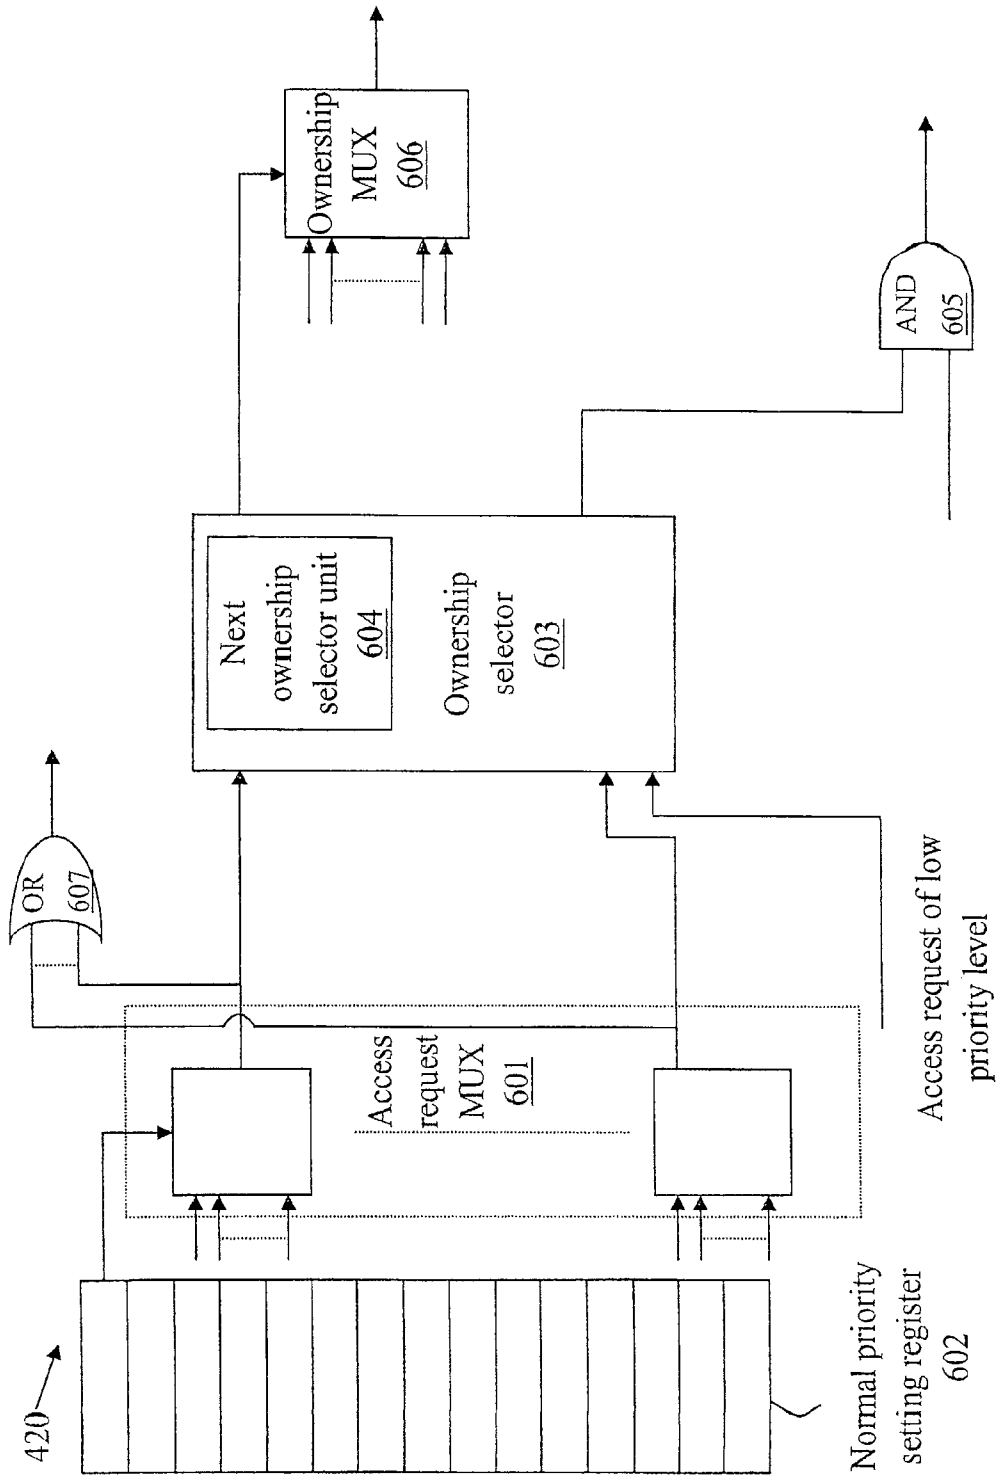 420
Normal priority
setting register
602
Access
request
MUX
601
OR
607
Access request of low
priority level
Next
ownership
selector unit
604
Ownership
selector
603
Ownership
MUX
606
AND
605